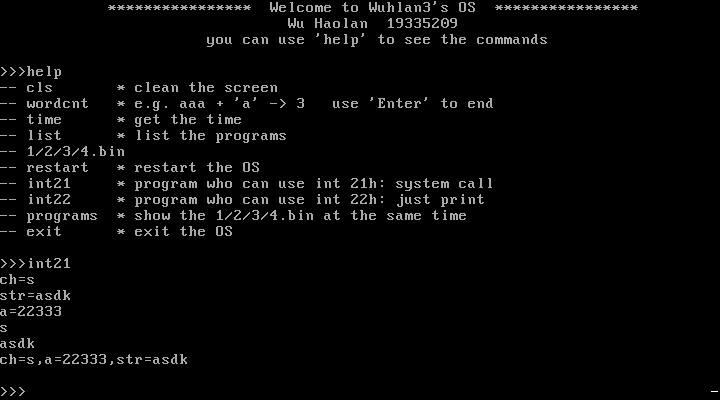 **************** Welcome to Wuhlan3's OS ****************
Wu Haolan 19335209
you can use 'help' to see the commands
>>>help
-- cls * clean the screen
-- wordcnt * e.g. aaa + 'a' -> 3 use 'Enter' to end
-- time * get the time
-- list * list the programs
-- 1/2/3/4.bin
-- restart * restart the OS
-- int21 * program who can use int 21h: system call
-- int22 * program who can use int 22h: just print
-- programs * show the 1/2/3/4.bin at the same time
-- exit * exit the OS
>>>int21
ch=s
str=asdk
a=22333
s
asdk
ch=s,a=22333,str=asdk
>>>